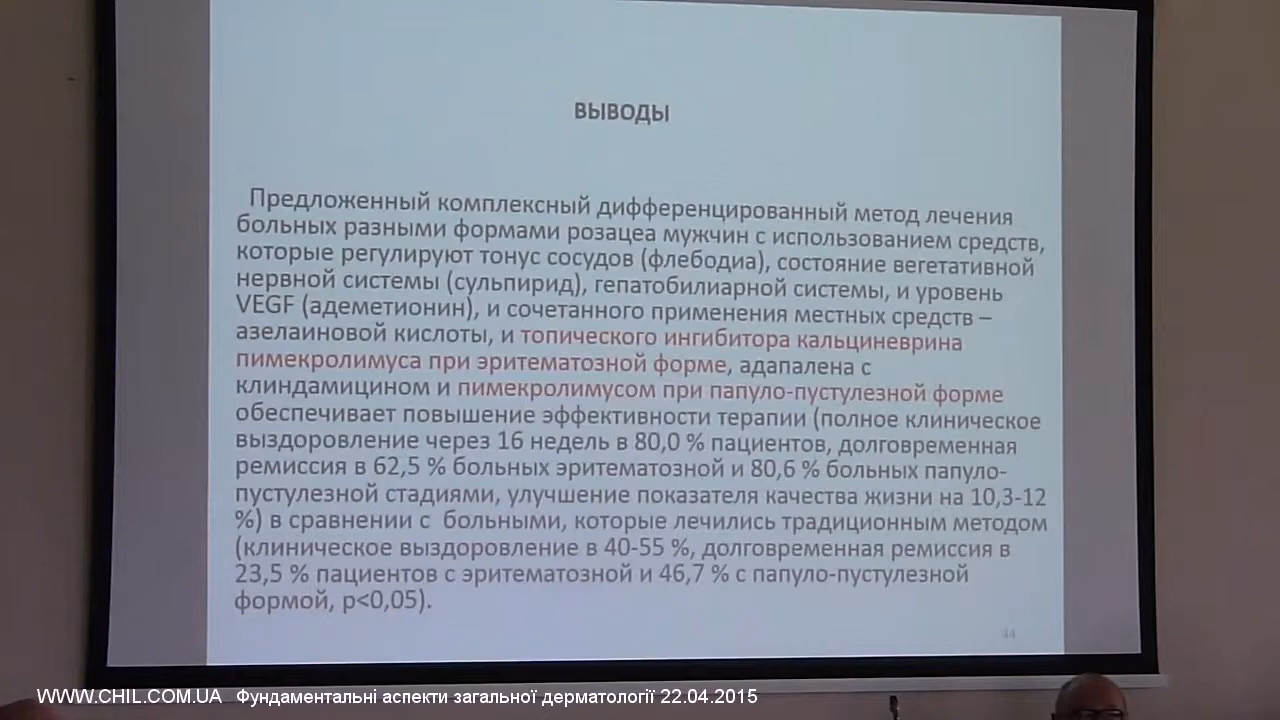 ВЫВОДЫ
Предложенный комплексный дифференцированный метод лечения
больных разными формами розацеа мужчин с использованием средств,
которые регулируют тонус сосудов (флебодиа), состояние вегетативной
нервной системы (сульпирид), гепатобилиарной системы, и уровень
VEGF (адеметионин), и сочетанного применения местных средств –
азелаиновой кислоты, и топического ингибитора кальциневрина
пимекролимуса при эритематозной форме, адапалена с
клиндамицином и пимекролимусом при папуло-пустулезной форме
обеспечивает повышение эффективности терапии (полное клиническое
выздоровление через 16 недель в 80,0 % пациентов, долговременная
ремиссия в 62,5 % больных эритематозной и 80,6 % больных папуло-
пустулезной стадиями, улучшение показателя качества жизни на 10,3-12
%) в сравнении с больными, которые лечились традиционным методом
(клиническое выздоровление в 40-55 %, долговременная ремиссия в
23,5 % пациентов с эритематозной и 46,7 % с папуло-пустулезной
формой, р<0,05).
44
WWW.CHIL.COM.UA Фундаментальні аспекти загальної дерматології 22.04.2015